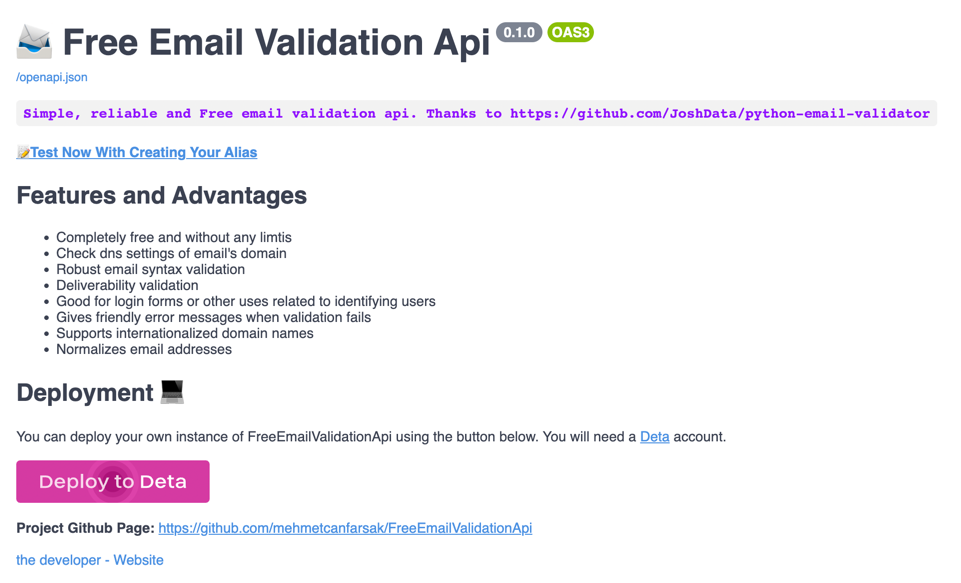 Free Email Validation Api 0.1.0 OAS3
/openapi.json
Simple, reliable and Free email validation api. Thanks to https://github.com/JoshData/python-email-validator
Test Now With Creating Your Alias
Features and Advantages
Completely free and without any limtis
Check dns settings of email's domain
Robust email syntax validation
Deliverability validation
Good for login forms or other uses related to identifying users
Gives friendly error messages when validation fails
Supports internationalized domain names
Normalizes email addresses
Deployment
You can deploy your own instance of FreeEmailValidationApi using the button below. You will need a Deta account.
Deploy to Deta
Project Github Page: https://github.com/mehmetcanfarsak/FreeEmailValidationApi
the developer - Website